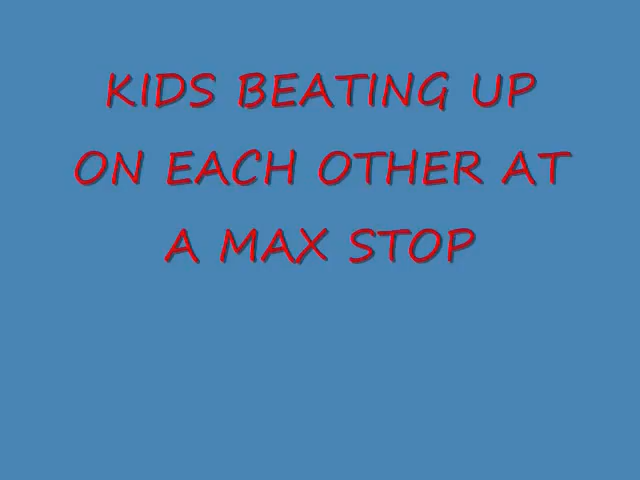 KIDS BEATING UP
ON EACH OTHER AT
A MAX STOP